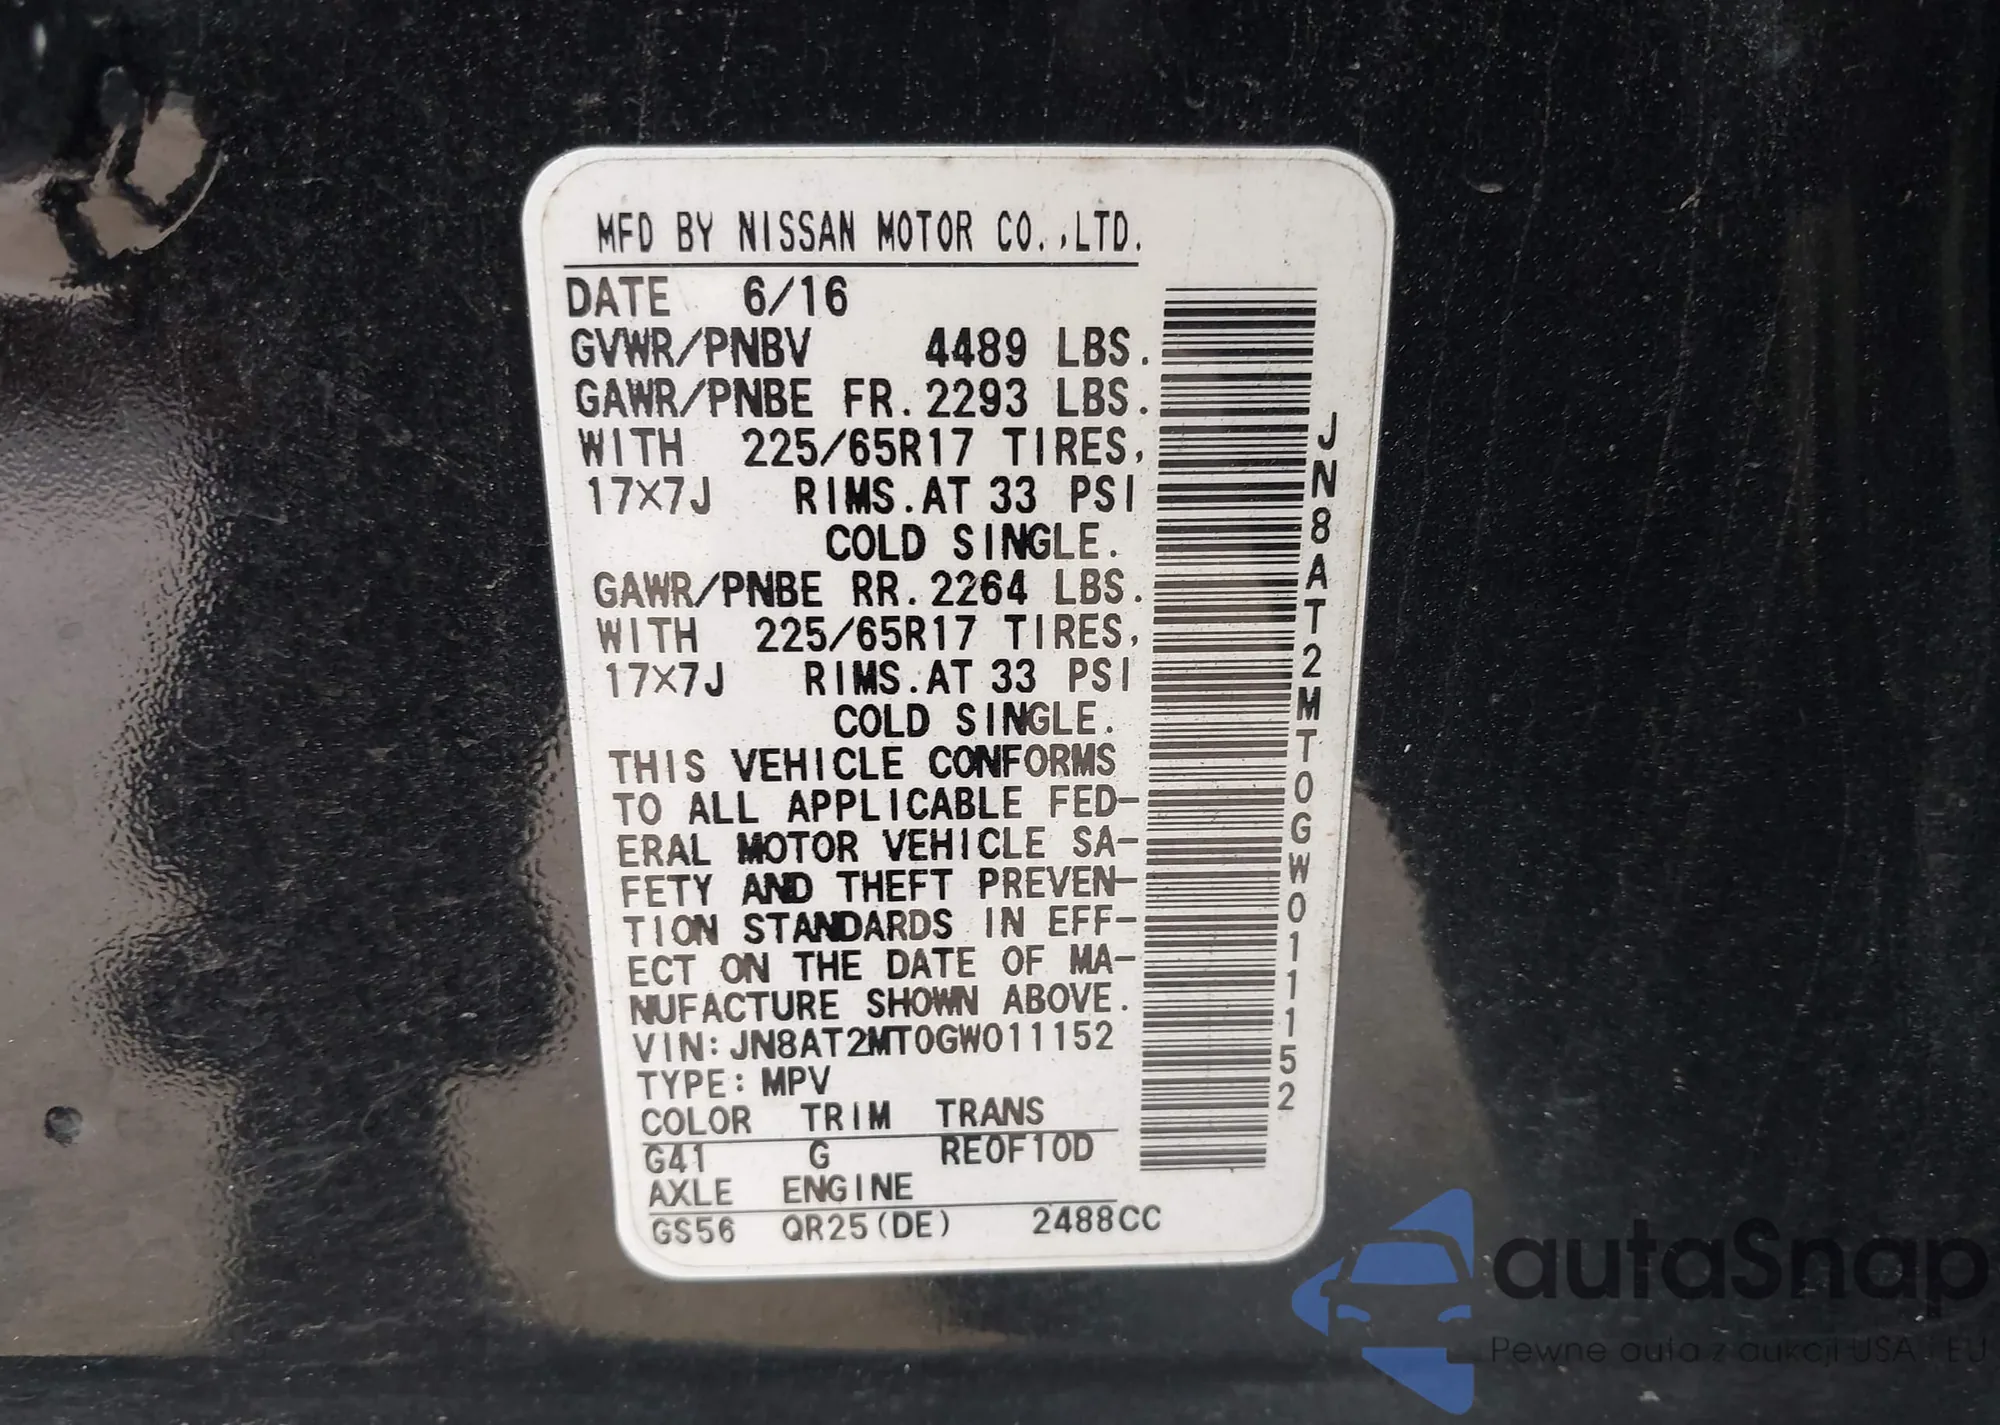 MFD BY NISSAN MOTOR CO.,LTD.
DATE 6/16
GVWR/PNBV 4489 LBS.
GAWR/PNBE FR. 2293 LBS.
WITH 225/65R17 TIRES,
17X7J RIMS. AT 33 PSI
COLD SINGLE.
GAWR/PNBE RR. 2264 LBS.
WITH 225/65R17 TIRES,
17X7J RIMS. AT 33 PSI
COLD SINGLE.
THIS VEHICLE CONFORMS
TO ALL APPLICABLE FED-
ERAL MOTOR VEHICLE SA-
FETY AND THEFT PREVEN-
TION STANDARDS IN EFF-
ECT ON THE DATE OF MA-
NUFACTURE SHOWN ABOVE.
VIN: JN8AT2MT0GW011152
TYPE: MPV
COLOR TRIM TRANS
G41 G RE0F10D
AXLE ENGINE
GS56 QR25(DE) 2488CC
JN8AT2MT0GW011152
autaSnap
Pewne auta z aukcji USA i EU